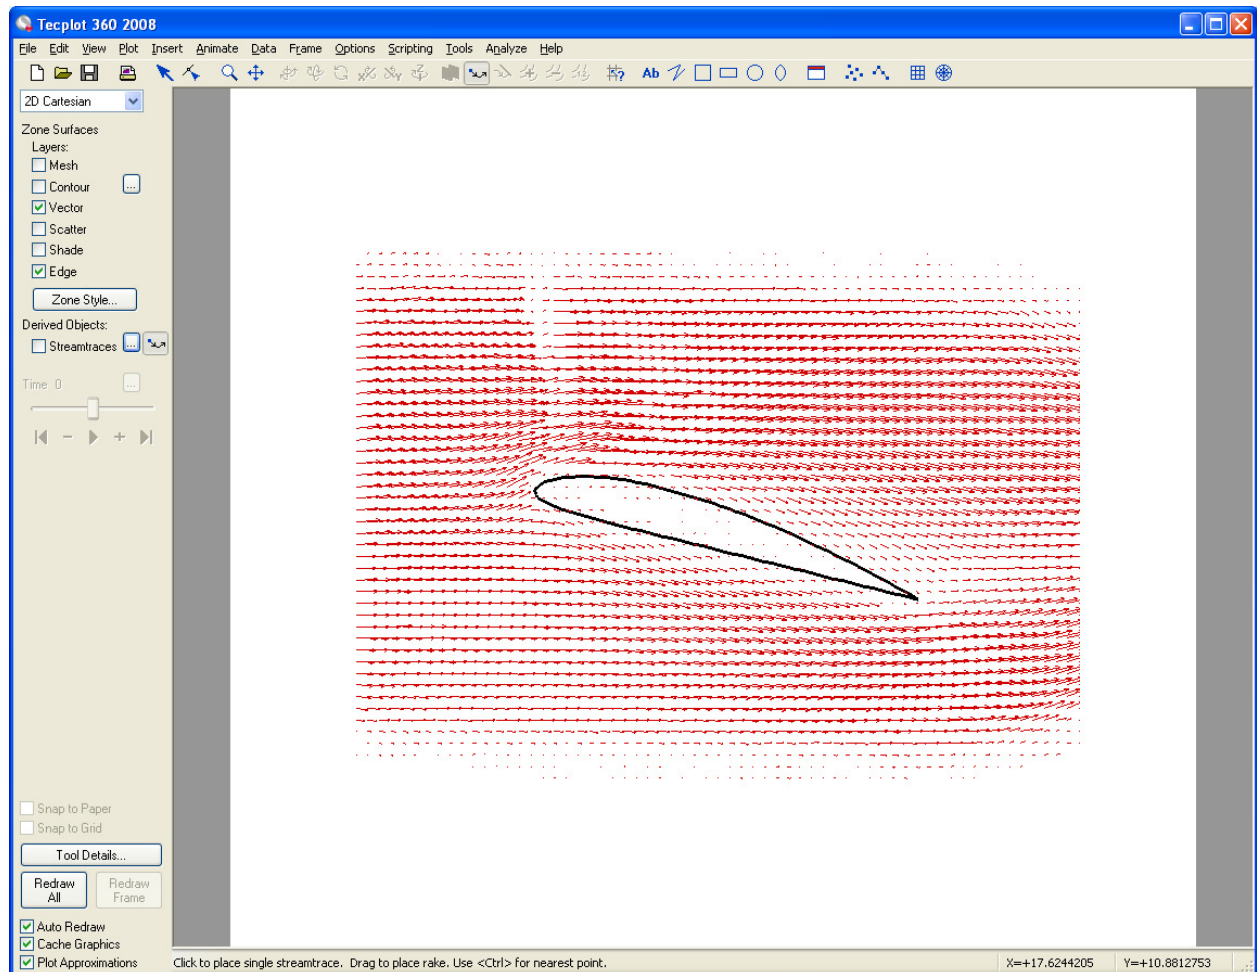 Tecplot 360 2008
File Edit View Plot Insert Animate Data Frame Options Scripting Tools Analyze Help
Ab
2D Cartesian
Zone Surfaces
Layers:
Mesh
Contour ...
Vector
Scatter
Shade
Edge
Zone Style...
Derived Objects:
Streamtraces ...
Time 0 ...
Snap to Paper
Snap to Grid
Tool Details...
Redraw All
Redraw Frame
Auto Redraw
Cache Graphics
Plot Approximations
Click to place single streamtrace. Drag to place rake. Use <Ctrl> for nearest point. X=+17.6244205 Y=+10.8812753